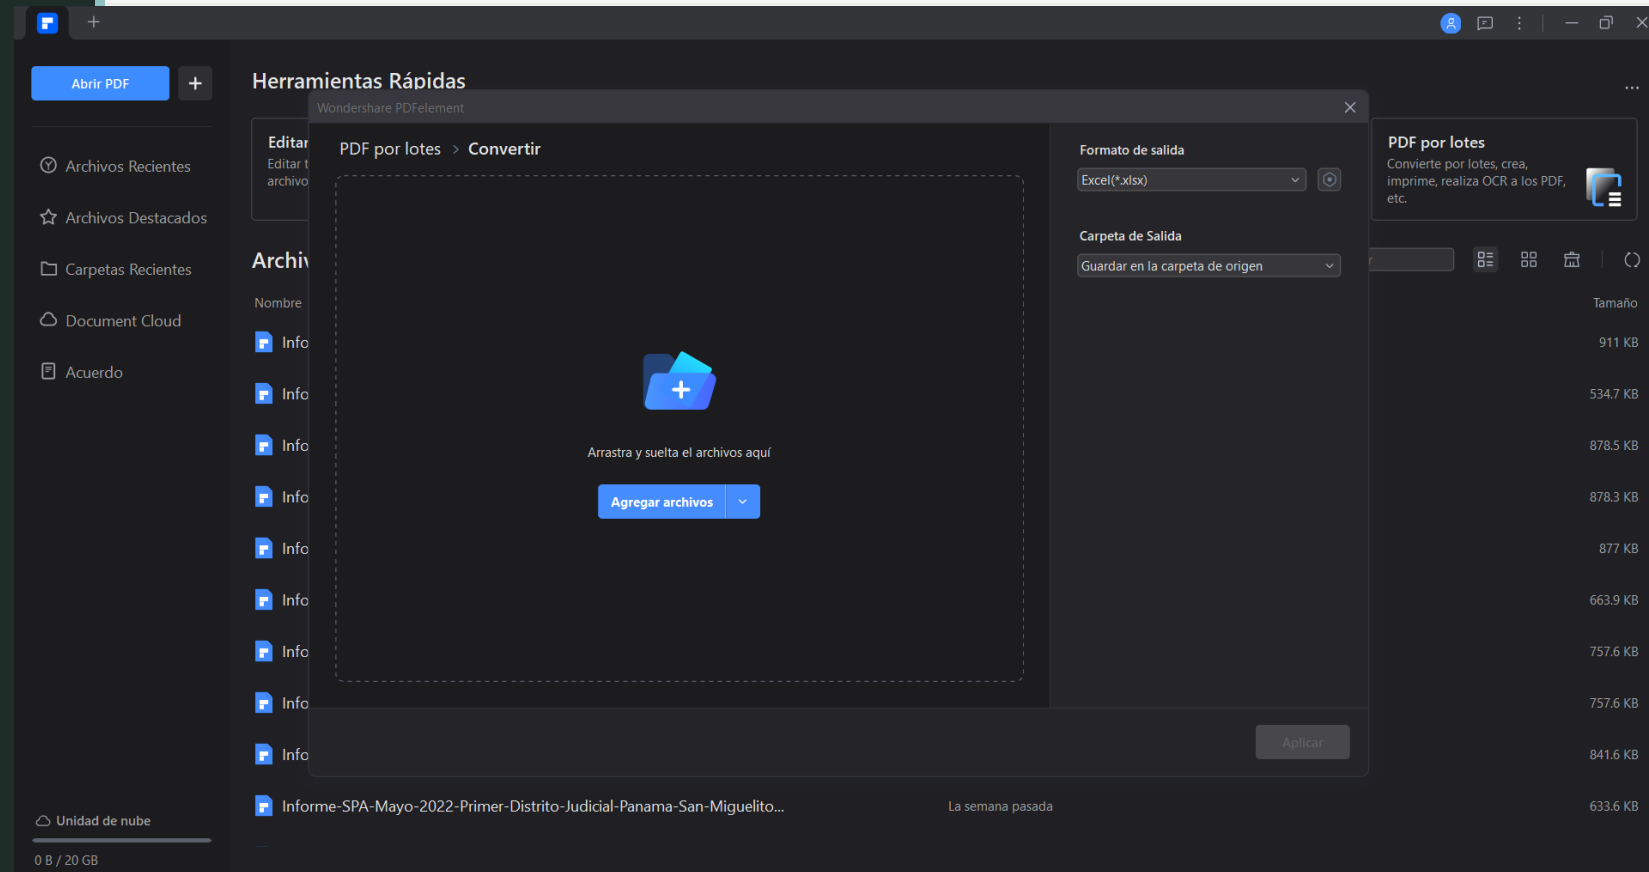 Abrir PDF
Archivos Recientes
Archivos Destacados
Carpetas Recientes
Document Cloud
Acuerdo
Unidad de nube
0 B / 20 GB
Herramientas Rápidas
Editar
Editar t
archivo
PDF por lotes
Convierte por lotes, crea,
imprime, realiza OCR a los PDF,
etc.
Wondershare PDFelement
PDF por lotes > Convertir
Arrastra y suelta el archivos aquí
Agregar archivos
Formato de salida
Excel(*.xlsx)
Carpeta de Salida
Guardar en la carpeta de origen
Aplicar
Archiv
Nombre
Tamaño
Info
911 KB
Info
534.7 KB
Info
878.5 KB
Info
878.3 KB
Info
877 KB
Info
663.9 KB
Info
757.6 KB
Info
757.6 KB
Info
841.6 KB
Informe-SPA-Mayo-2022-Primer-Distrito-Judicial-Panama-San-Miguelito...
La semana pasada
633.6 KB